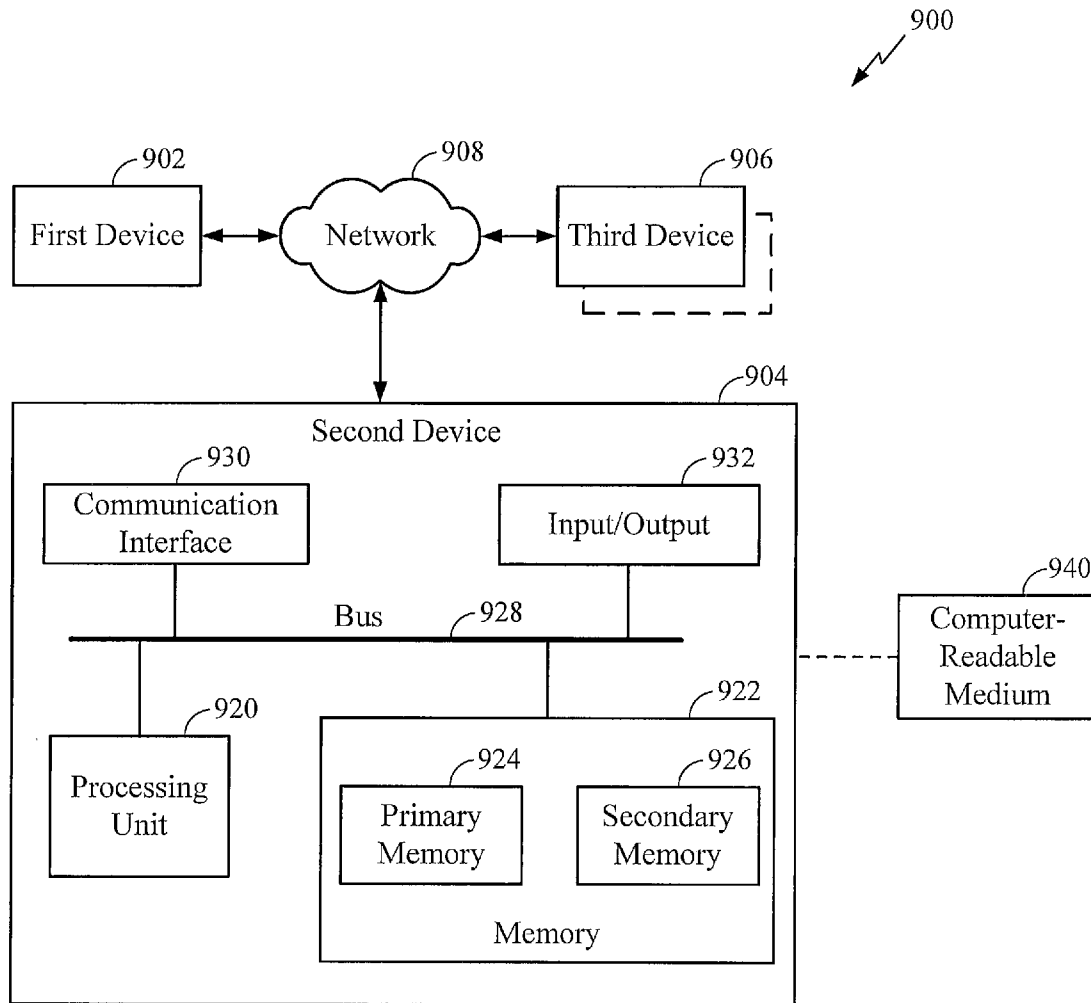 900
902
908
906
First Device
Network
Third Device
904
Second Device
930
932
Communication
Interface
Input/Output
940
Bus
928
Computer-
Readable
Medium
920
922
Processing
Unit
924
926
Primary
Memory
Secondary
Memory
Memory